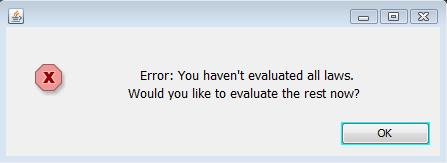 Error: You haven't evaluated all laws.
Would you like to evaluate the rest now?
OK